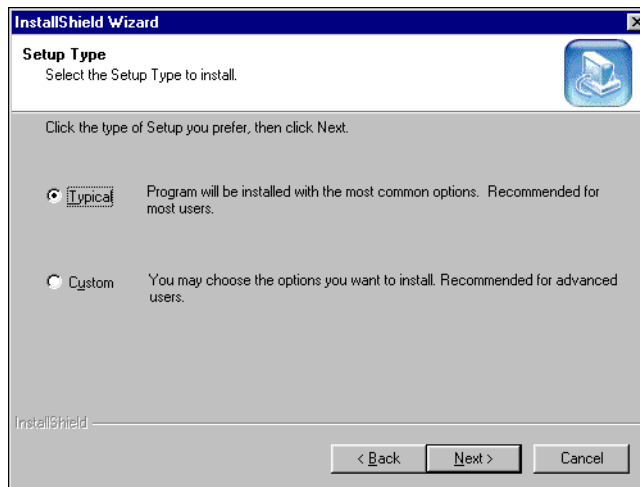 InstallShield Wizard
Setup Type
Select the Setup Type to install.
Click the type of Setup you prefer, then click Next.
Typical
Program will be installed with the most common options.  Recommended for
most users.
Custom
You may choose the options you want to install. Recommended for advanced
users.
InstallShield
< Back
Next >
Cancel